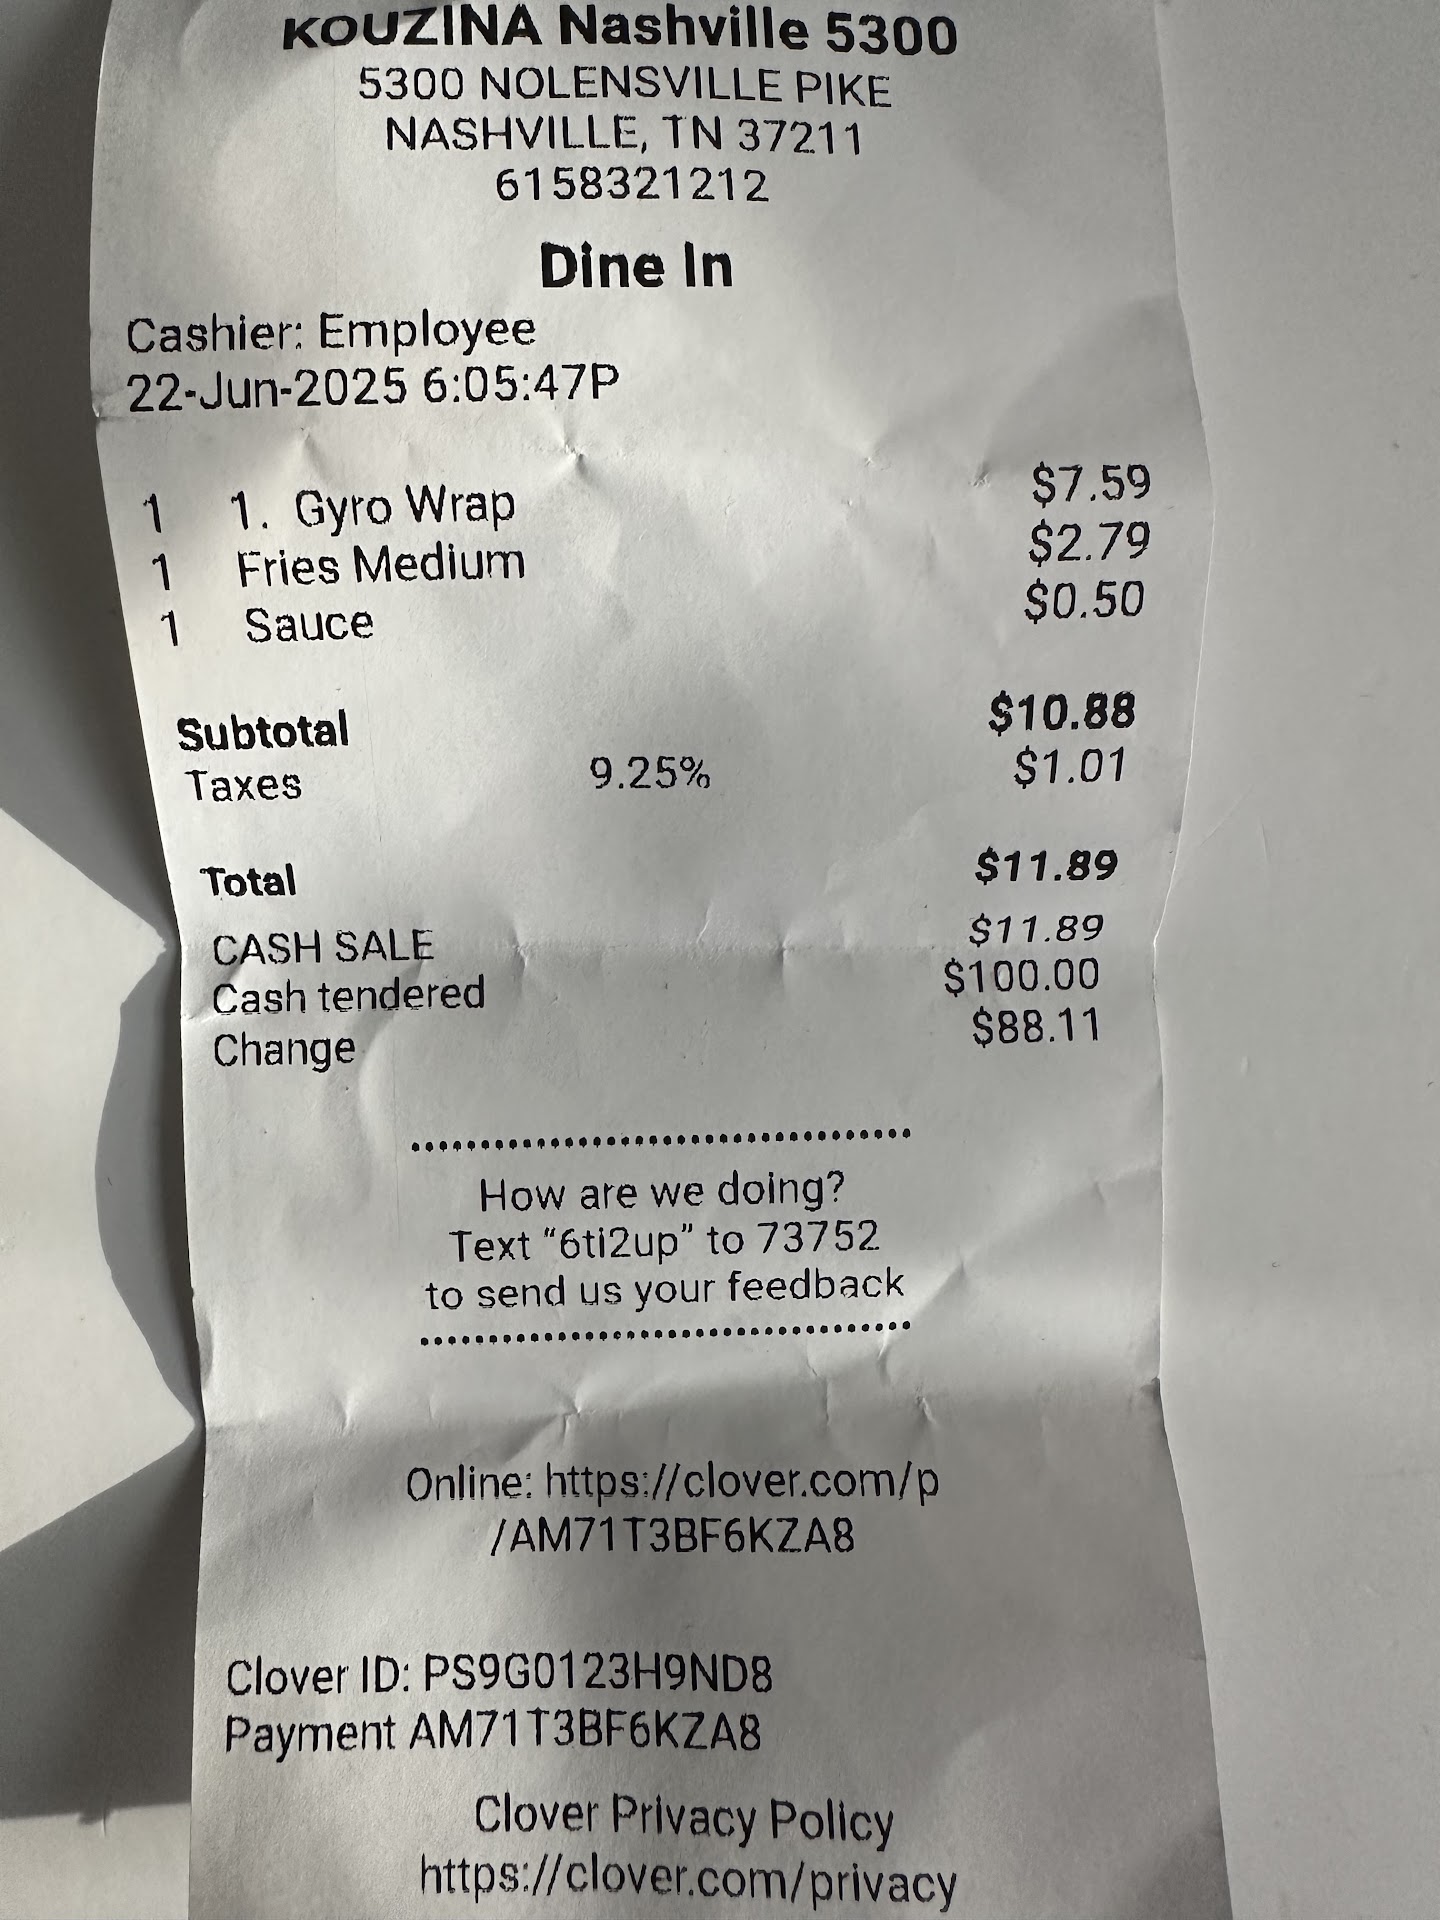 KOUZINA Nashville 5300
5300 NOLENSVILLE PIKE
NASHVILLE, TN 37211
6158321212
Dine In
Cashier: Employee
22-Jun-2025 6:05:47P
1 1. Gyro Wrap $7.59
1 Fries Medium $2.79
1 Sauce $0.50
Subtotal $10.88
Taxes 9.25% $1.01
Total $11.89
CASH SALE $11.89
Cash tendered $100.00
Change $88.11
How are we doing?
Text “6ti2up” to 73752
to send us your feedback
Online: https://clover.com/p
/AM71T3BF6KZA8
Clover ID: PS9G0123H9ND8
Payment AM71T3BF6KZA8
Clover Privacy Policy
https://clover.com/privacy